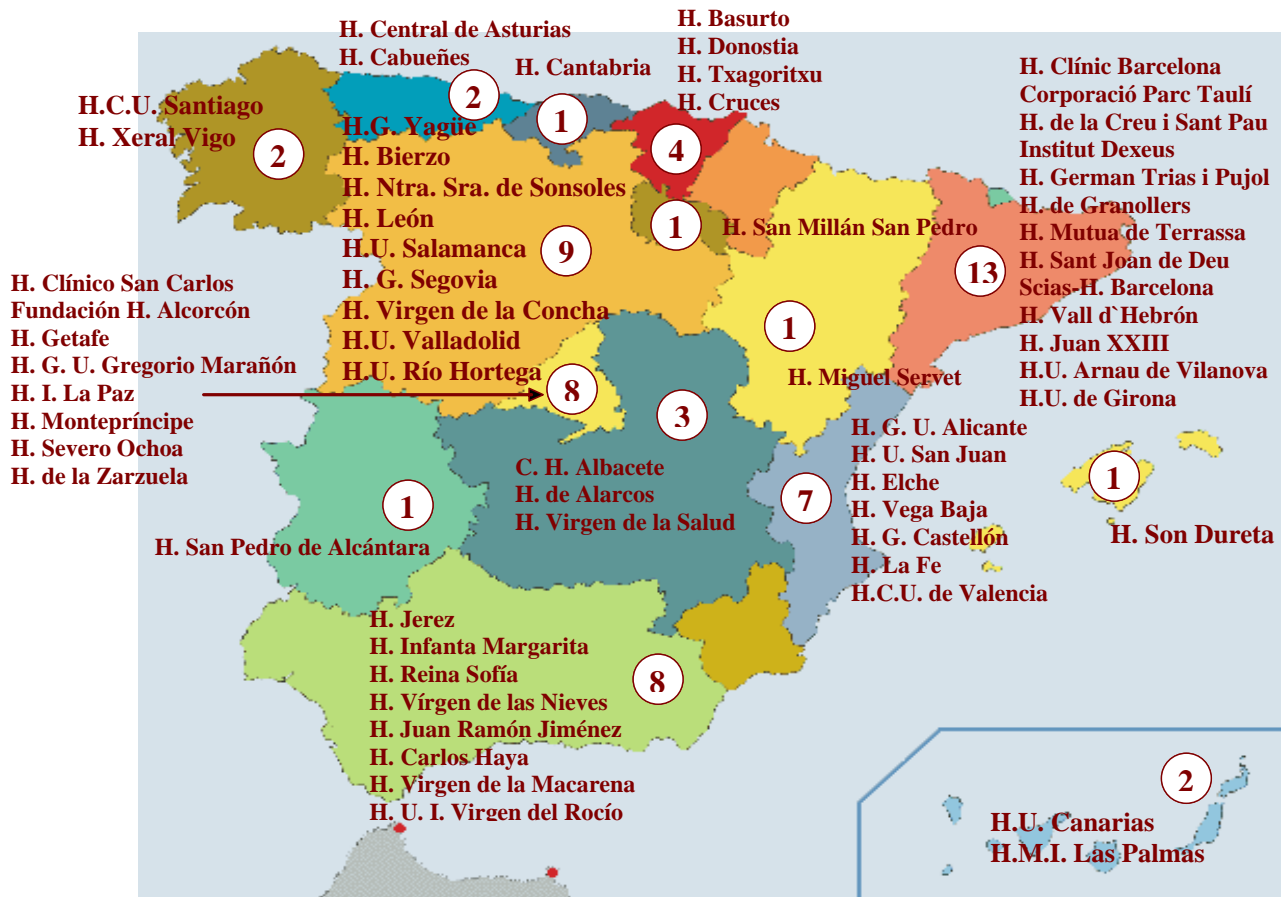 H. Central de Asturias
H. Cabueñes
2
H. Cantabria
1
H. Basurto
H. Donostia
H. Txagoritxu
H. Cruces
4
H.C.U. Santiago
H. Xeral Vigo
2
H.G. Yagüe
H. Bierzo
H. Ntra. Sra. de Sonsoles
H. León
H.U. Salamanca
H. G. Segovia
H. Virgen de la Concha
H.U. Valladolid
H.U. Río Hortega
9
1
H. San Millán San Pedro
H. Clínic Barcelona
Corporació Parc Taulí
H. de la Creu i Sant Pau
Institut Dexeus
H. German Trias i Pujol
H. de Granollers
H. Mutua de Terrassa
H. Sant Joan de Deu
Scias-H. Barcelona
H. Vall d`Hebrón
H. Juan XXIII
H.U. Arnau de Vilanova
H.U. de Girona
13
1
H. Miguel Servet
H. Clínico San Carlos
Fundación H. Alcorcón
H. Getafe
H. G. U. Gregorio Marañón
H. I. La Paz
H. Montepríncipe
H. Severo Ochoa
H. de la Zarzuela
8
3
C. H. Albacete
H. de Alarcos
H. Virgen de la Salud
7
H. G. U. Alicante
H. U. San Juan
H. Elche
H. Vega Baja
H. G. Castellón
H. La Fe
H.C.U. de Valencia
1
H. Son Dureta
1
H. San Pedro de Alcántara
H. Jerez
H. Infanta Margarita
H. Reina Sofía
H. Vírgen de las Nieves
H. Juan Ramón Jiménez
H. Carlos Haya
H. Virgen de la Macarena
H. U. I. Virgen del Rocío
8
2
H.U. Canarias
H.M.I. Las Palmas